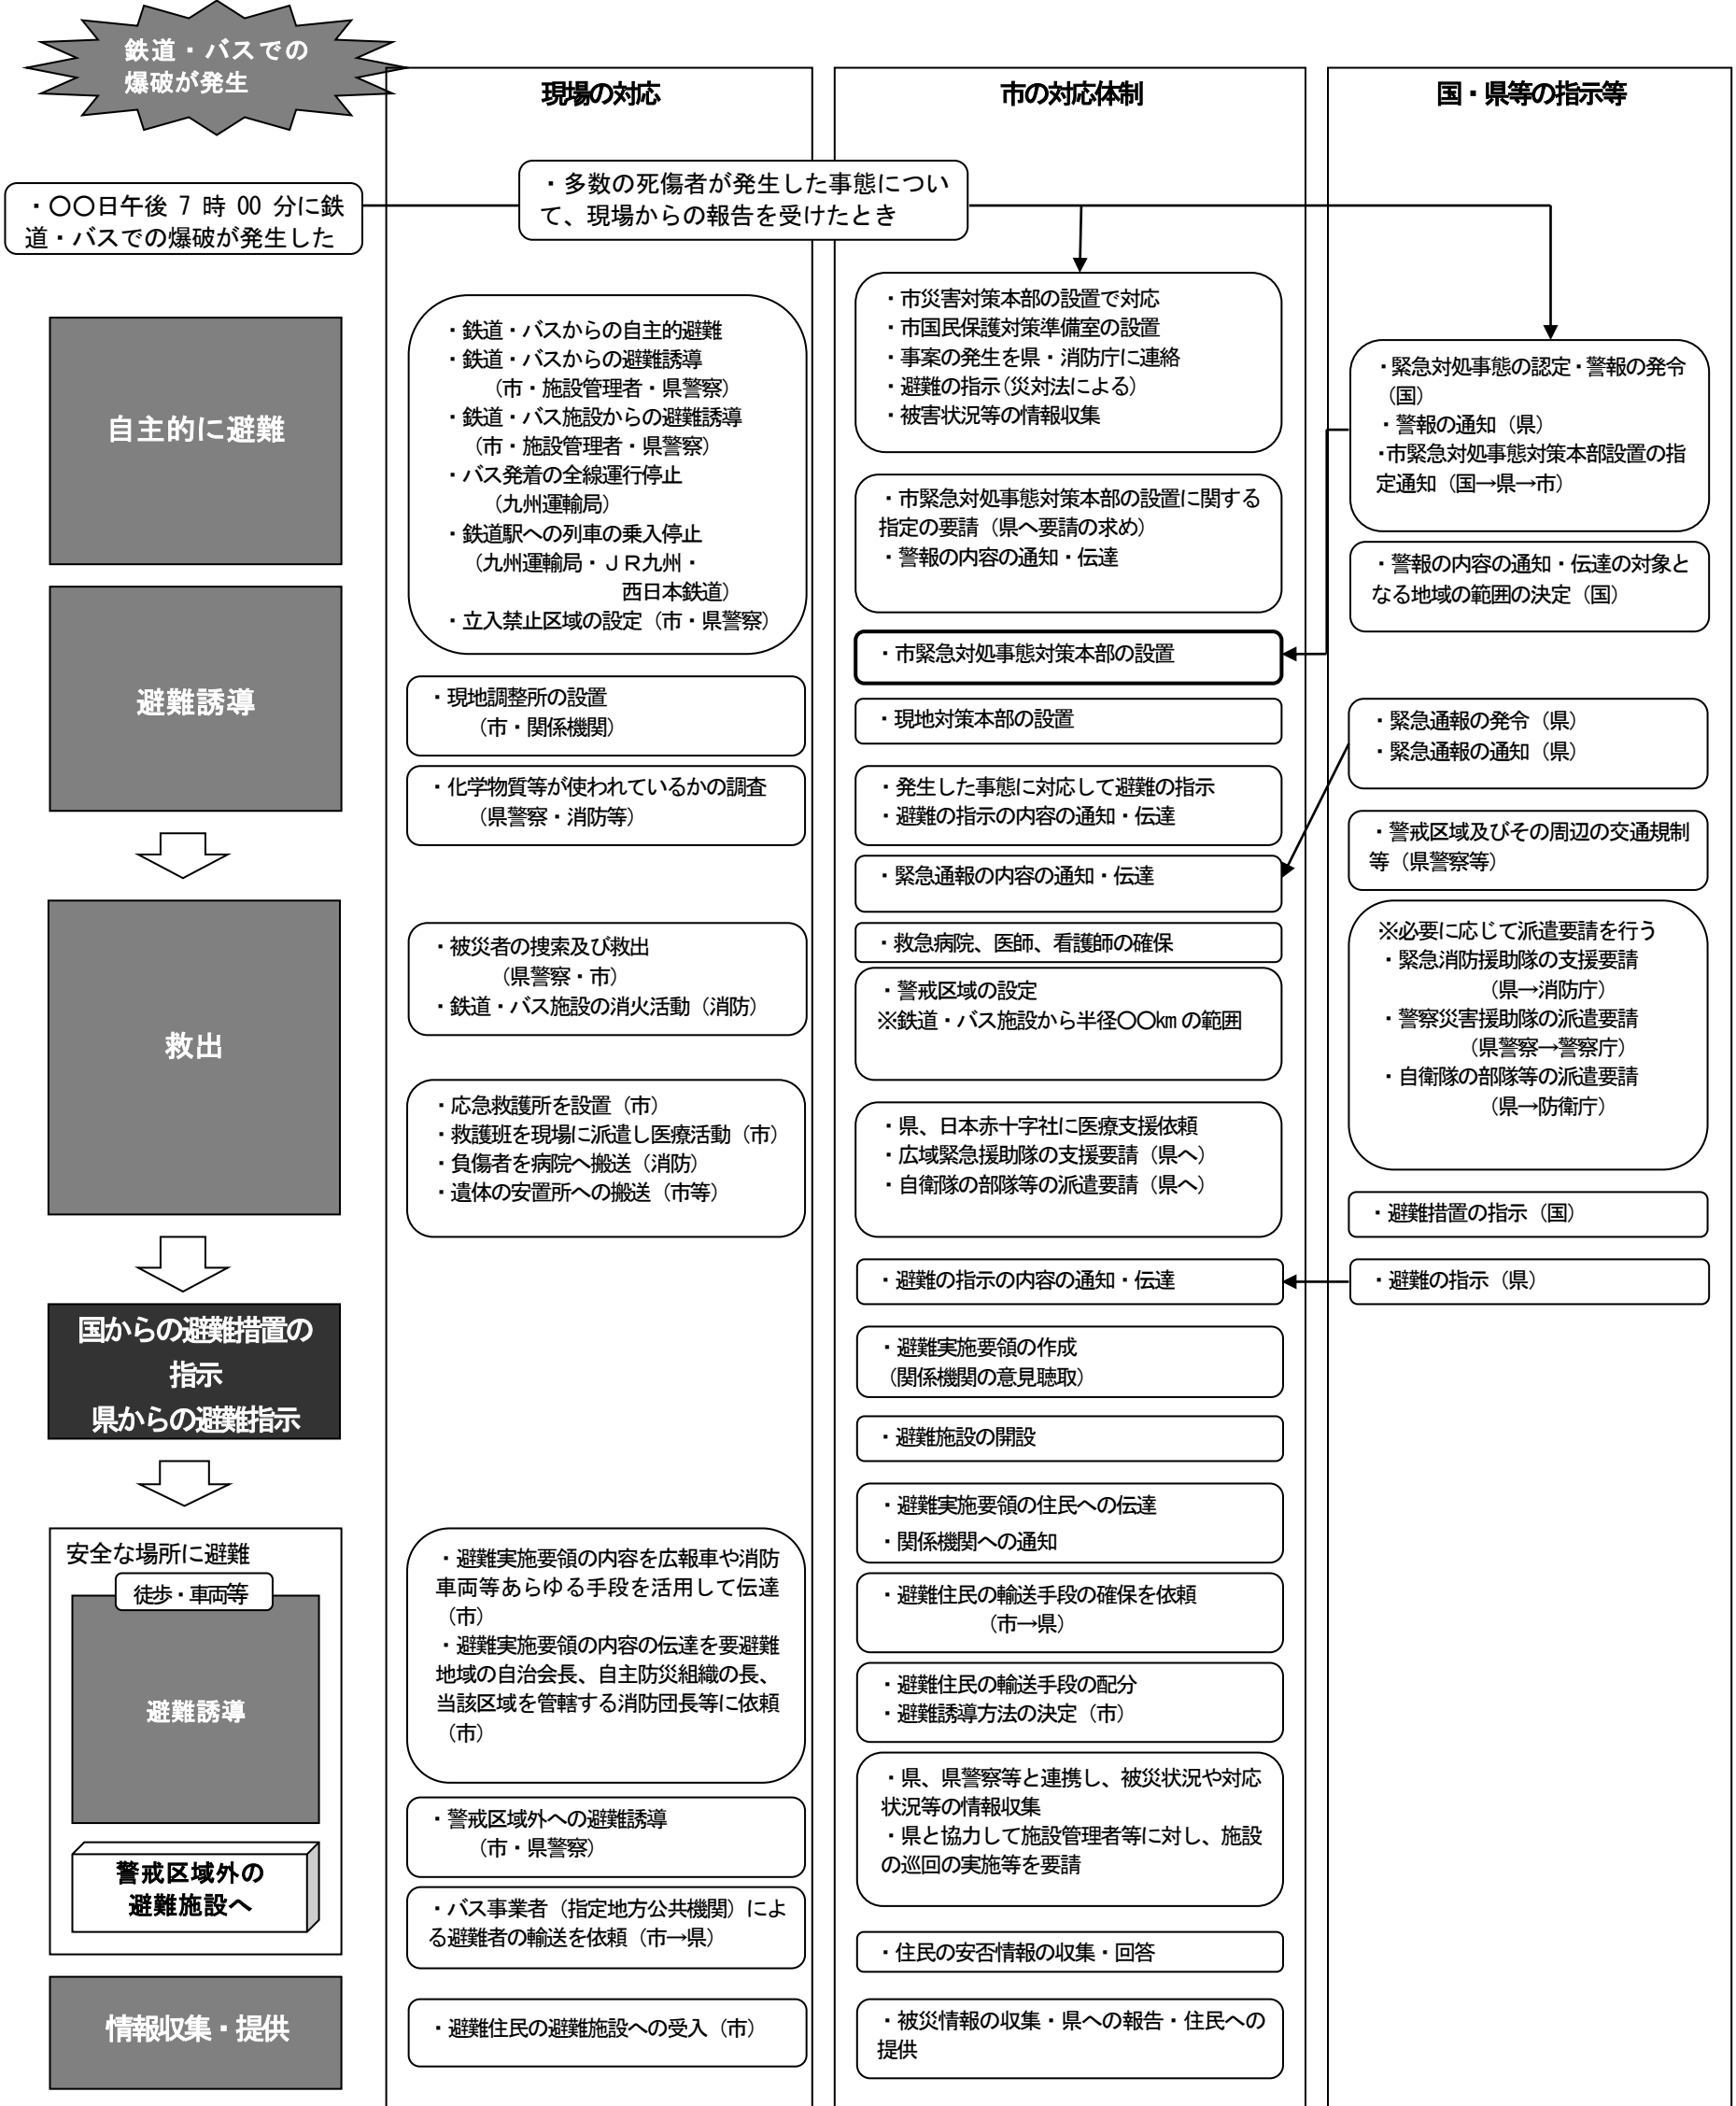 鉄道・バスでの
爆破が発生
現場の対応
市の対応体制
国・県等の指示等
・〇〇日午後 7 時 00 分に鉄
道・バスでの爆破が発生した
・多数の死傷者が発生した事態につい
て、現場からの報告を受けたとき
自主的に避難
避難誘導
救出
国からの避難措置の
指示
県からの避難指示
安全な場所に避難
徒歩・車両等
避難誘導
警戒区域外の
避難施設へ
情報収集・提供
・鉄道・バスからの自主的避難
・鉄道・バスからの避難誘導
（市・施設管理者・県警察）
・鉄道・バス施設からの避難誘導
（市・施設管理者・県警察）
・バス発着の全線運行停止
（九州運輸局）
・鉄道駅への列車の乗入停止
（九州運輸局・ＪＲ九州・
西日本鉄道）
・立入禁止区域の設定（市・県警察）
・現地調整所の設置
（市・関係機関）
・化学物質等が使われているかの調査
（県警察・消防等）
・被災者の捜索及び救出
（県警察・市）
・鉄道・バス施設の消火活動（消防）
・応急救護所を設置（市）
・救護班を現場に派遣し医療活動（市）
・負傷者を病院へ搬送（消防）
・遺体の安置所への搬送（市等）
・避難実施要領の内容を広報車や消防
車両等あらゆる手段を活用して伝達
（市）
・避難実施要領の内容の伝達を要避難
地域の自治会長、自主防災組織の長、
当該区域を管轄する消防団長等に依頼
（市）
・警戒区域外への避難誘導
（市・県警察）
・バス事業者（指定地方公共機関）によ
る避難者の輸送を依頼（市→県）
・避難住民の避難施設への受入（市）
・市災害対策本部の設置で対応
・市国民保護対策準備室の設置
・事案の発生を県・消防庁に連絡
・避難の指示（災対法による）
・被害状況等の情報収集
・市緊急対処事態対策本部の設置に関する
指定の要請（県へ要請の求め）
・警報の内容の通知・伝達
・市緊急対処事態対策本部の設置
・現地対策本部の設置
・発生した事態に対応して避難の指示
・避難の指示の内容の通知・伝達
・緊急通報の内容の通知・伝達
・救急病院、医師、看護師の確保
・警戒区域の設定
※鉄道・バス施設から半径〇〇km の範囲
・県、日本赤十字社に医療支援依頼
・広域緊急援助隊の支援要請（県へ）
・自衛隊の部隊等の派遣要請（県へ）
・避難の指示の内容の通知・伝達
・避難実施要領の作成
（関係機関の意見聴取）
・避難施設の開設
・避難実施要領の住民への伝達
・関係機関への通知
・避難住民の輸送手段の確保を依頼
（市→県）
・避難住民の輸送手段の配分
・避難誘導方法の決定（市）
・県、県警察等と連携し、被災状況や対応
状況等の情報収集
・県と協力して施設管理者等に対し、施設
の巡回の実施等を要請
・住民の安否情報の収集・回答
・被災情報の収集・県への報告・住民への
提供
・緊急対処事態の認定・警報の発令
（国）
・警報の通知（県）
・市緊急対処事態対策本部設置の指
定通知（国→県→市）
・警報の内容の通知・伝達の対象と
なる地域の範囲の決定（国）
・緊急通報の発令（県）
・緊急通報の通知（県）
・警戒区域及びその周辺の交通規制
等（県警察等）
※必要に応じて派遣要請を行う
・緊急消防援助隊の支援要請
（県→消防庁）
・警察災害援助隊の派遣要請
（県警察→警察庁）
・自衛隊の部隊等の派遣要請
（県→防衛庁）
・避難措置の指示（国）
・避難の指示（県）